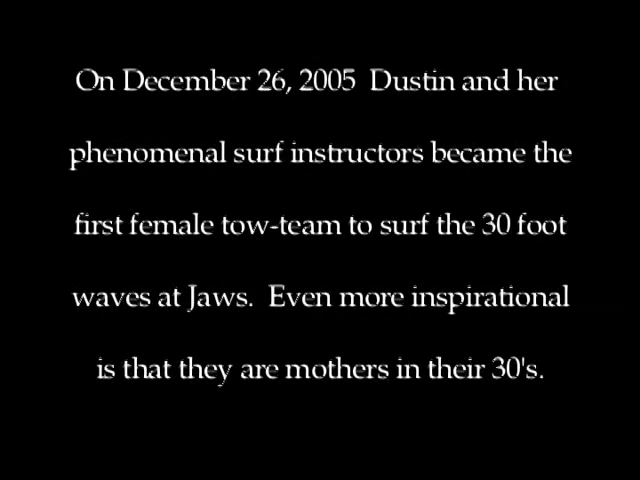 On December 26, 2005  Dustin and her
phenomenal surf instructors became the
first female tow-team to surf the 30 foot
waves at Jaws.  Even more inspirational
is that they are mothers in their 30's.